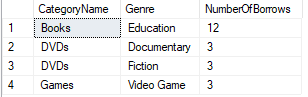 CategoryName Genre NumberOfBorrows
1 Books Education 12
2 DVDs Documentary 3
3 DVDs Fiction 3
4 Games Video Game 3